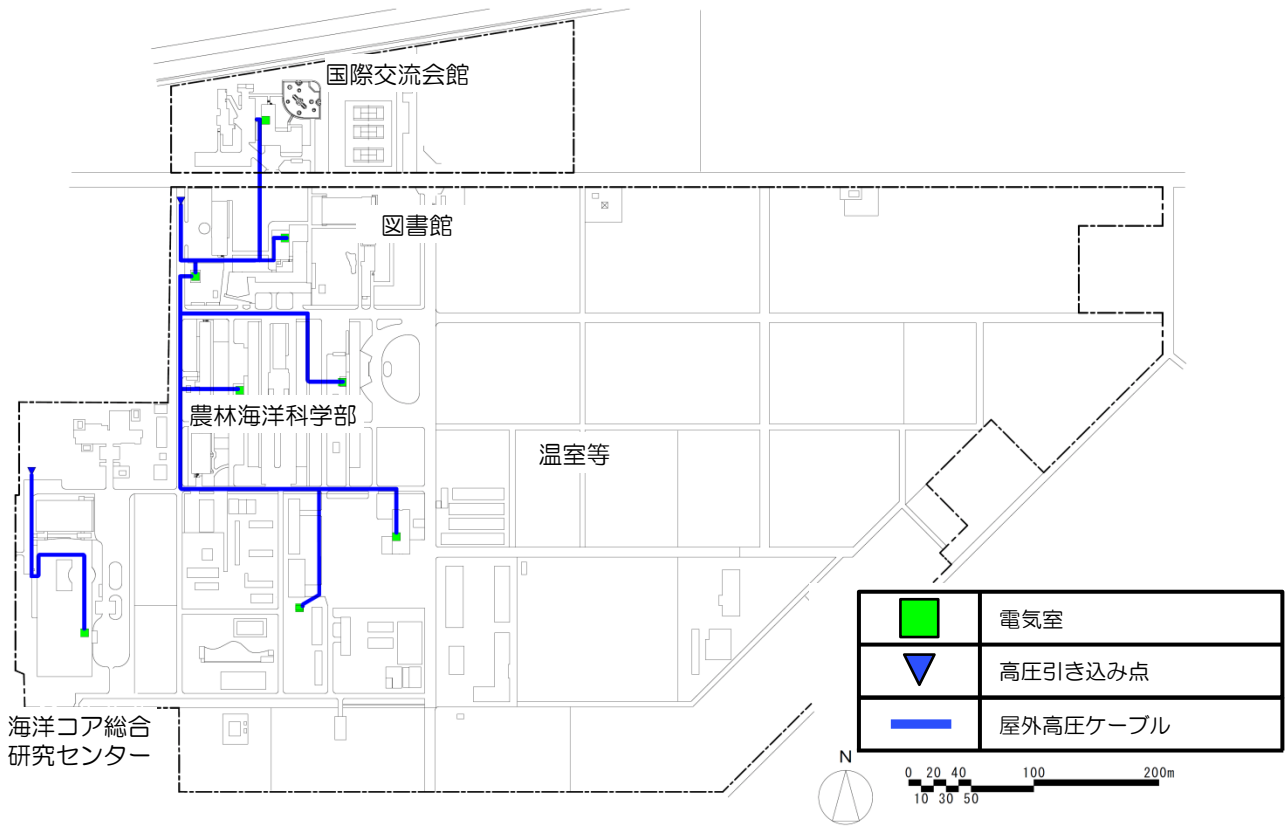 国際交流会館
図書館
農林海洋科学部
温室等
海洋コア総合
研究センター
電気室
高圧引き込み点
屋外高圧ケーブル
N
0 20 40 100 200m
10 30 50